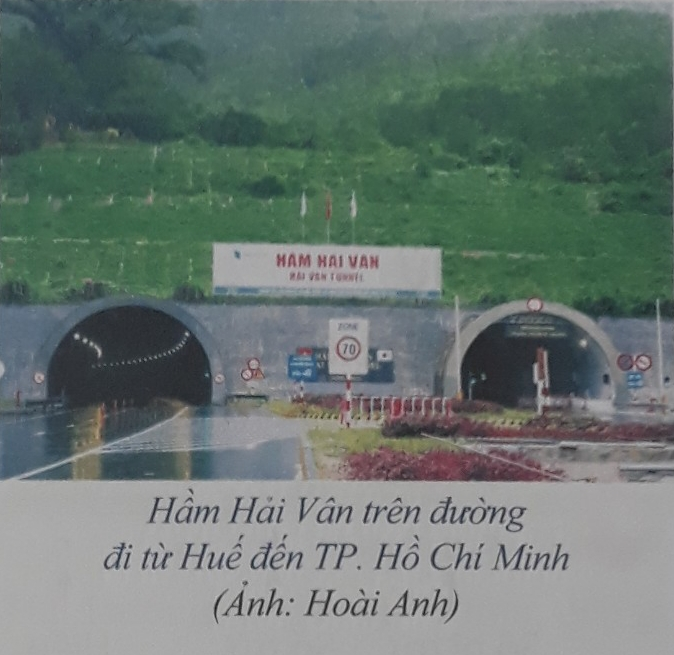 HẦM HẢI VÂN
HAI VAN TUNNEL
ZONE
70
Hầm Hải Vân trên đường
đi từ Huế đến TP. Hồ Chí Minh
(Ảnh: Hoài Anh)